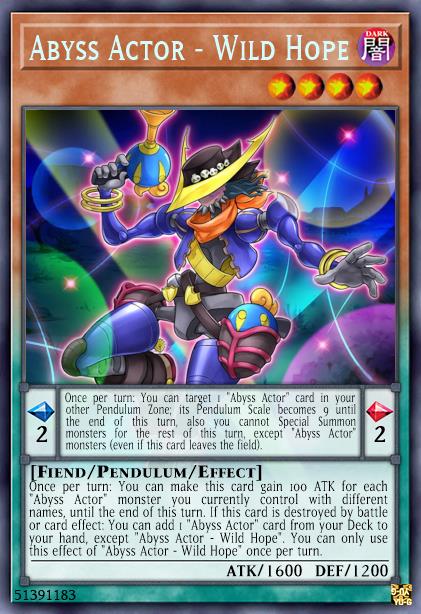 Abyss Actor - Wild Hope
DARK
闇
Once per turn: You can target 1 "Abyss Actor" card in your
other Pendulum Zone; its Pendulum Scale becomes 9 until
the end of this turn, also you cannot Special Summon
monsters for the rest of this turn, except "Abyss Actor"
monsters (even if this card leaves the field).
2
2
[Fiend/Pendulum/Effect]
Once per turn: You can make this card gain 100 ATK for each
"Abyss Actor" monster you currently control with different
names, until the end of this turn. If this card is destroyed by battle
or card effect: You can add 1 "Abyss Actor" card from your Deck to
your hand, except "Abyss Actor - Wild Hope". You can only use
this effect of "Abyss Actor - Wild Hope" once per turn.
ATK/1600 DEF/1200
51391183